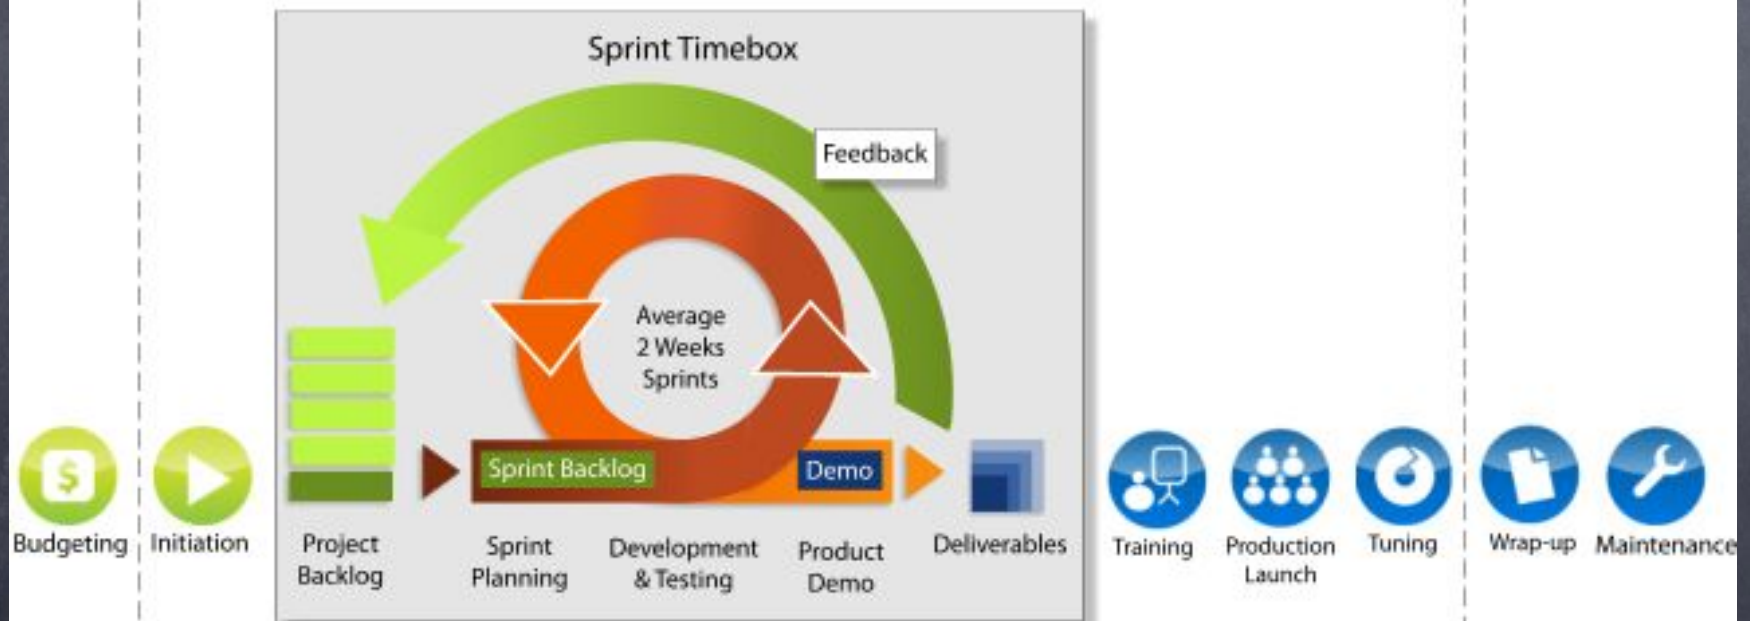 Sprint Timebox
Feedback
Average
2 Weeks
Sprints
Sprint Backlog
Demo
$
Budgeting
Initiation
Project
Backlog
Sprint
Planning
Development
& Testing
Product
Demo
Deliverables
Training
Production
Launch
Tuning
Wrap-up
Maintenance